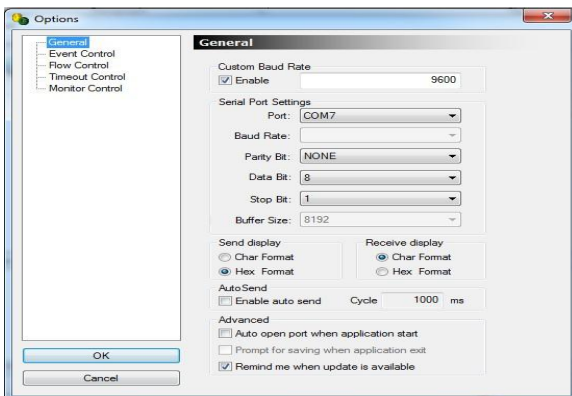 Options
General
Event Control
Flow Control
Timeout Control
Monitor Control
OK
Cancel
General
Custom Baud Rate
Enable 9600
Serial Port Settings
Port: COM7
Baud Rate:
Parity Bit: NONE
Data Bit: 8
Stop Bit: 1
Buffer Size: 8192
Send display
Char Format
Hex Format
Receive display
Char Format
Hex Format
AutoSend
Enable auto send Cycle 1000 ms
Advanced
Auto open port when application start
Prompt for saving when application exit
Remind me when update is available